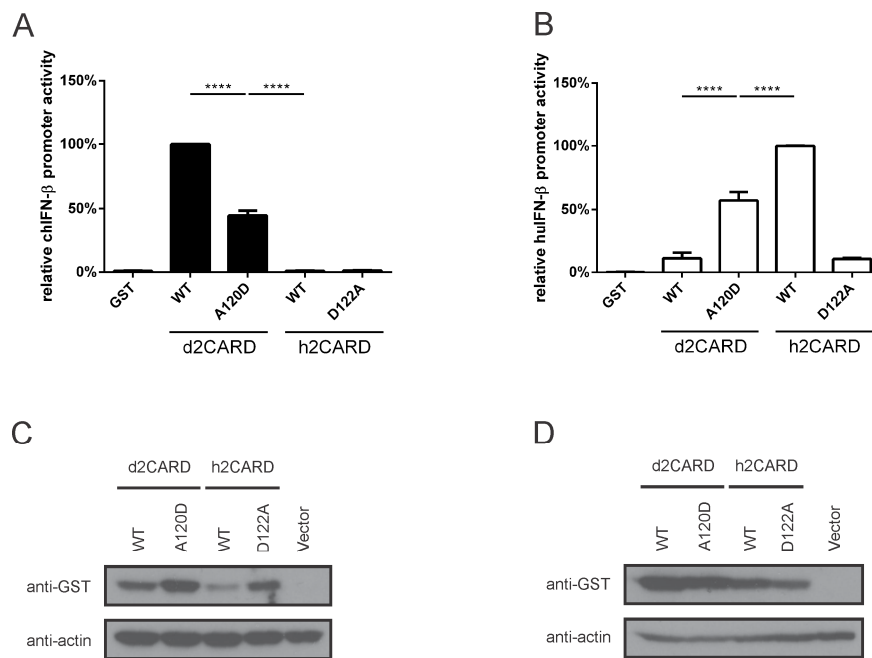 A
relative chIFN-β promoter activity
150%
100%
50%
0%
****
****
GST
WT
A120D
WT
D122A
d2CARD
h2CARD
B
relative huIFN-β promoter activity
150%
100%
50%
0%
****
****
GST
WT
A120D
WT
D122A
d2CARD
h2CARD
C
d2CARD
h2CARD
WT
A120D
WT
D122A
Vector
anti-GST
anti-actin
D
d2CARD
h2CARD
WT
A120D
WT
D122A
Vector
anti-GST
anti-actin